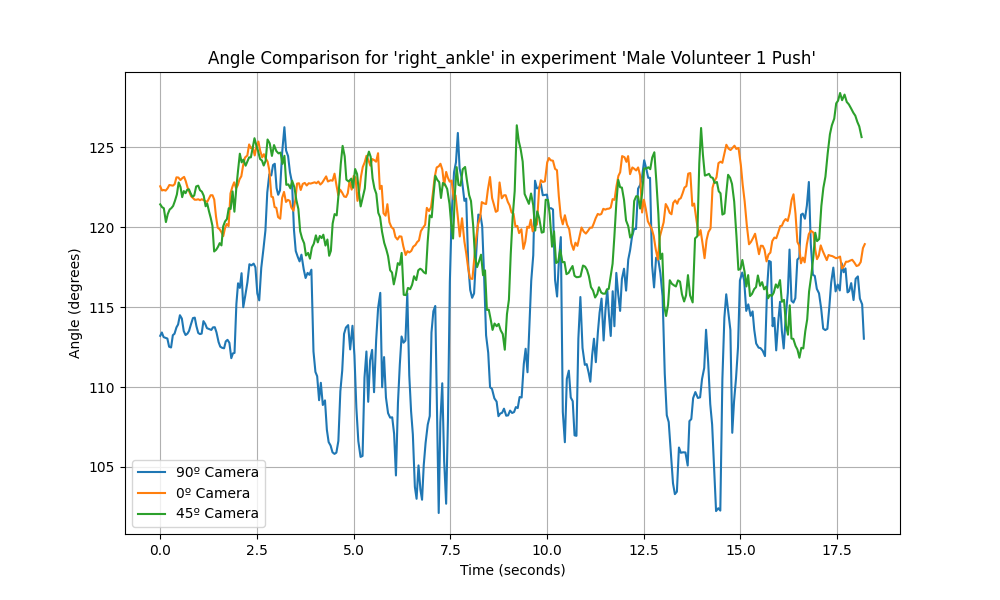 Angle Comparison for 'right_ankle' in experiment 'Male Volunteer 1 Push'
Angle (degrees)
125
120
115
110
105
90º Camera
0º Camera
45º Camera
0.0 2.5 5.0 7.5 10.0 12.5 15.0 17.5
Time (seconds)